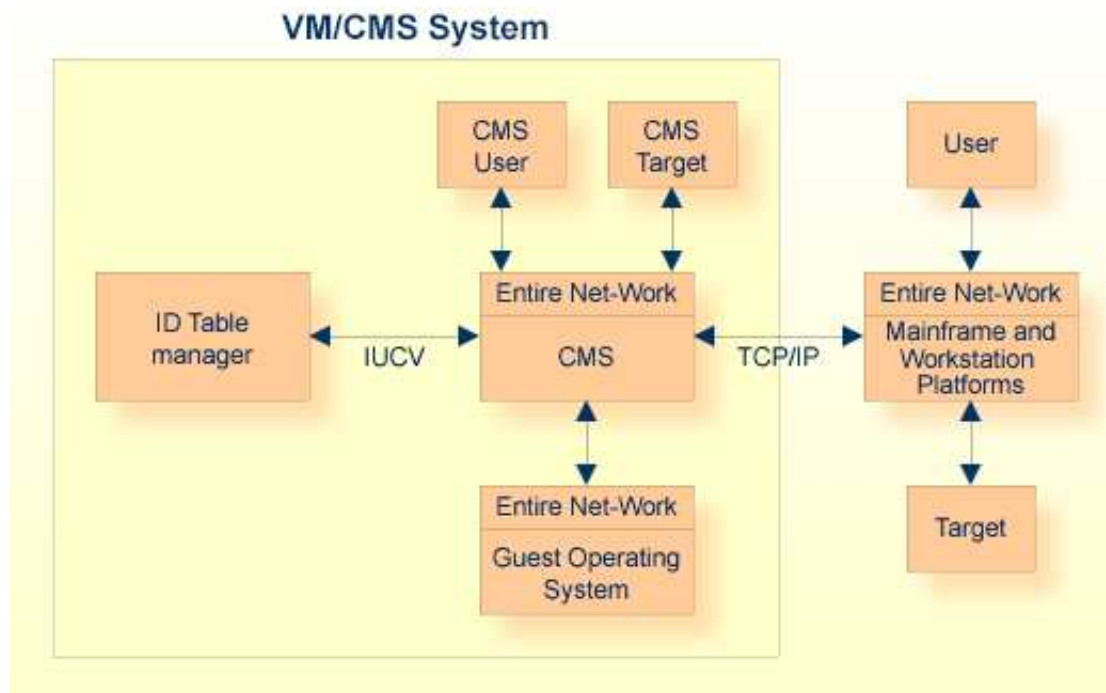 VM/CMS System
CMS
User
CMS
Target
User
ID Table
manager
IUCV
Entire Net-Work
CMS
TCP/IP
Entire Net-Work
Mainframe and
Workstation
Platforms
Entire Net-Work
Guest Operating
System
Target